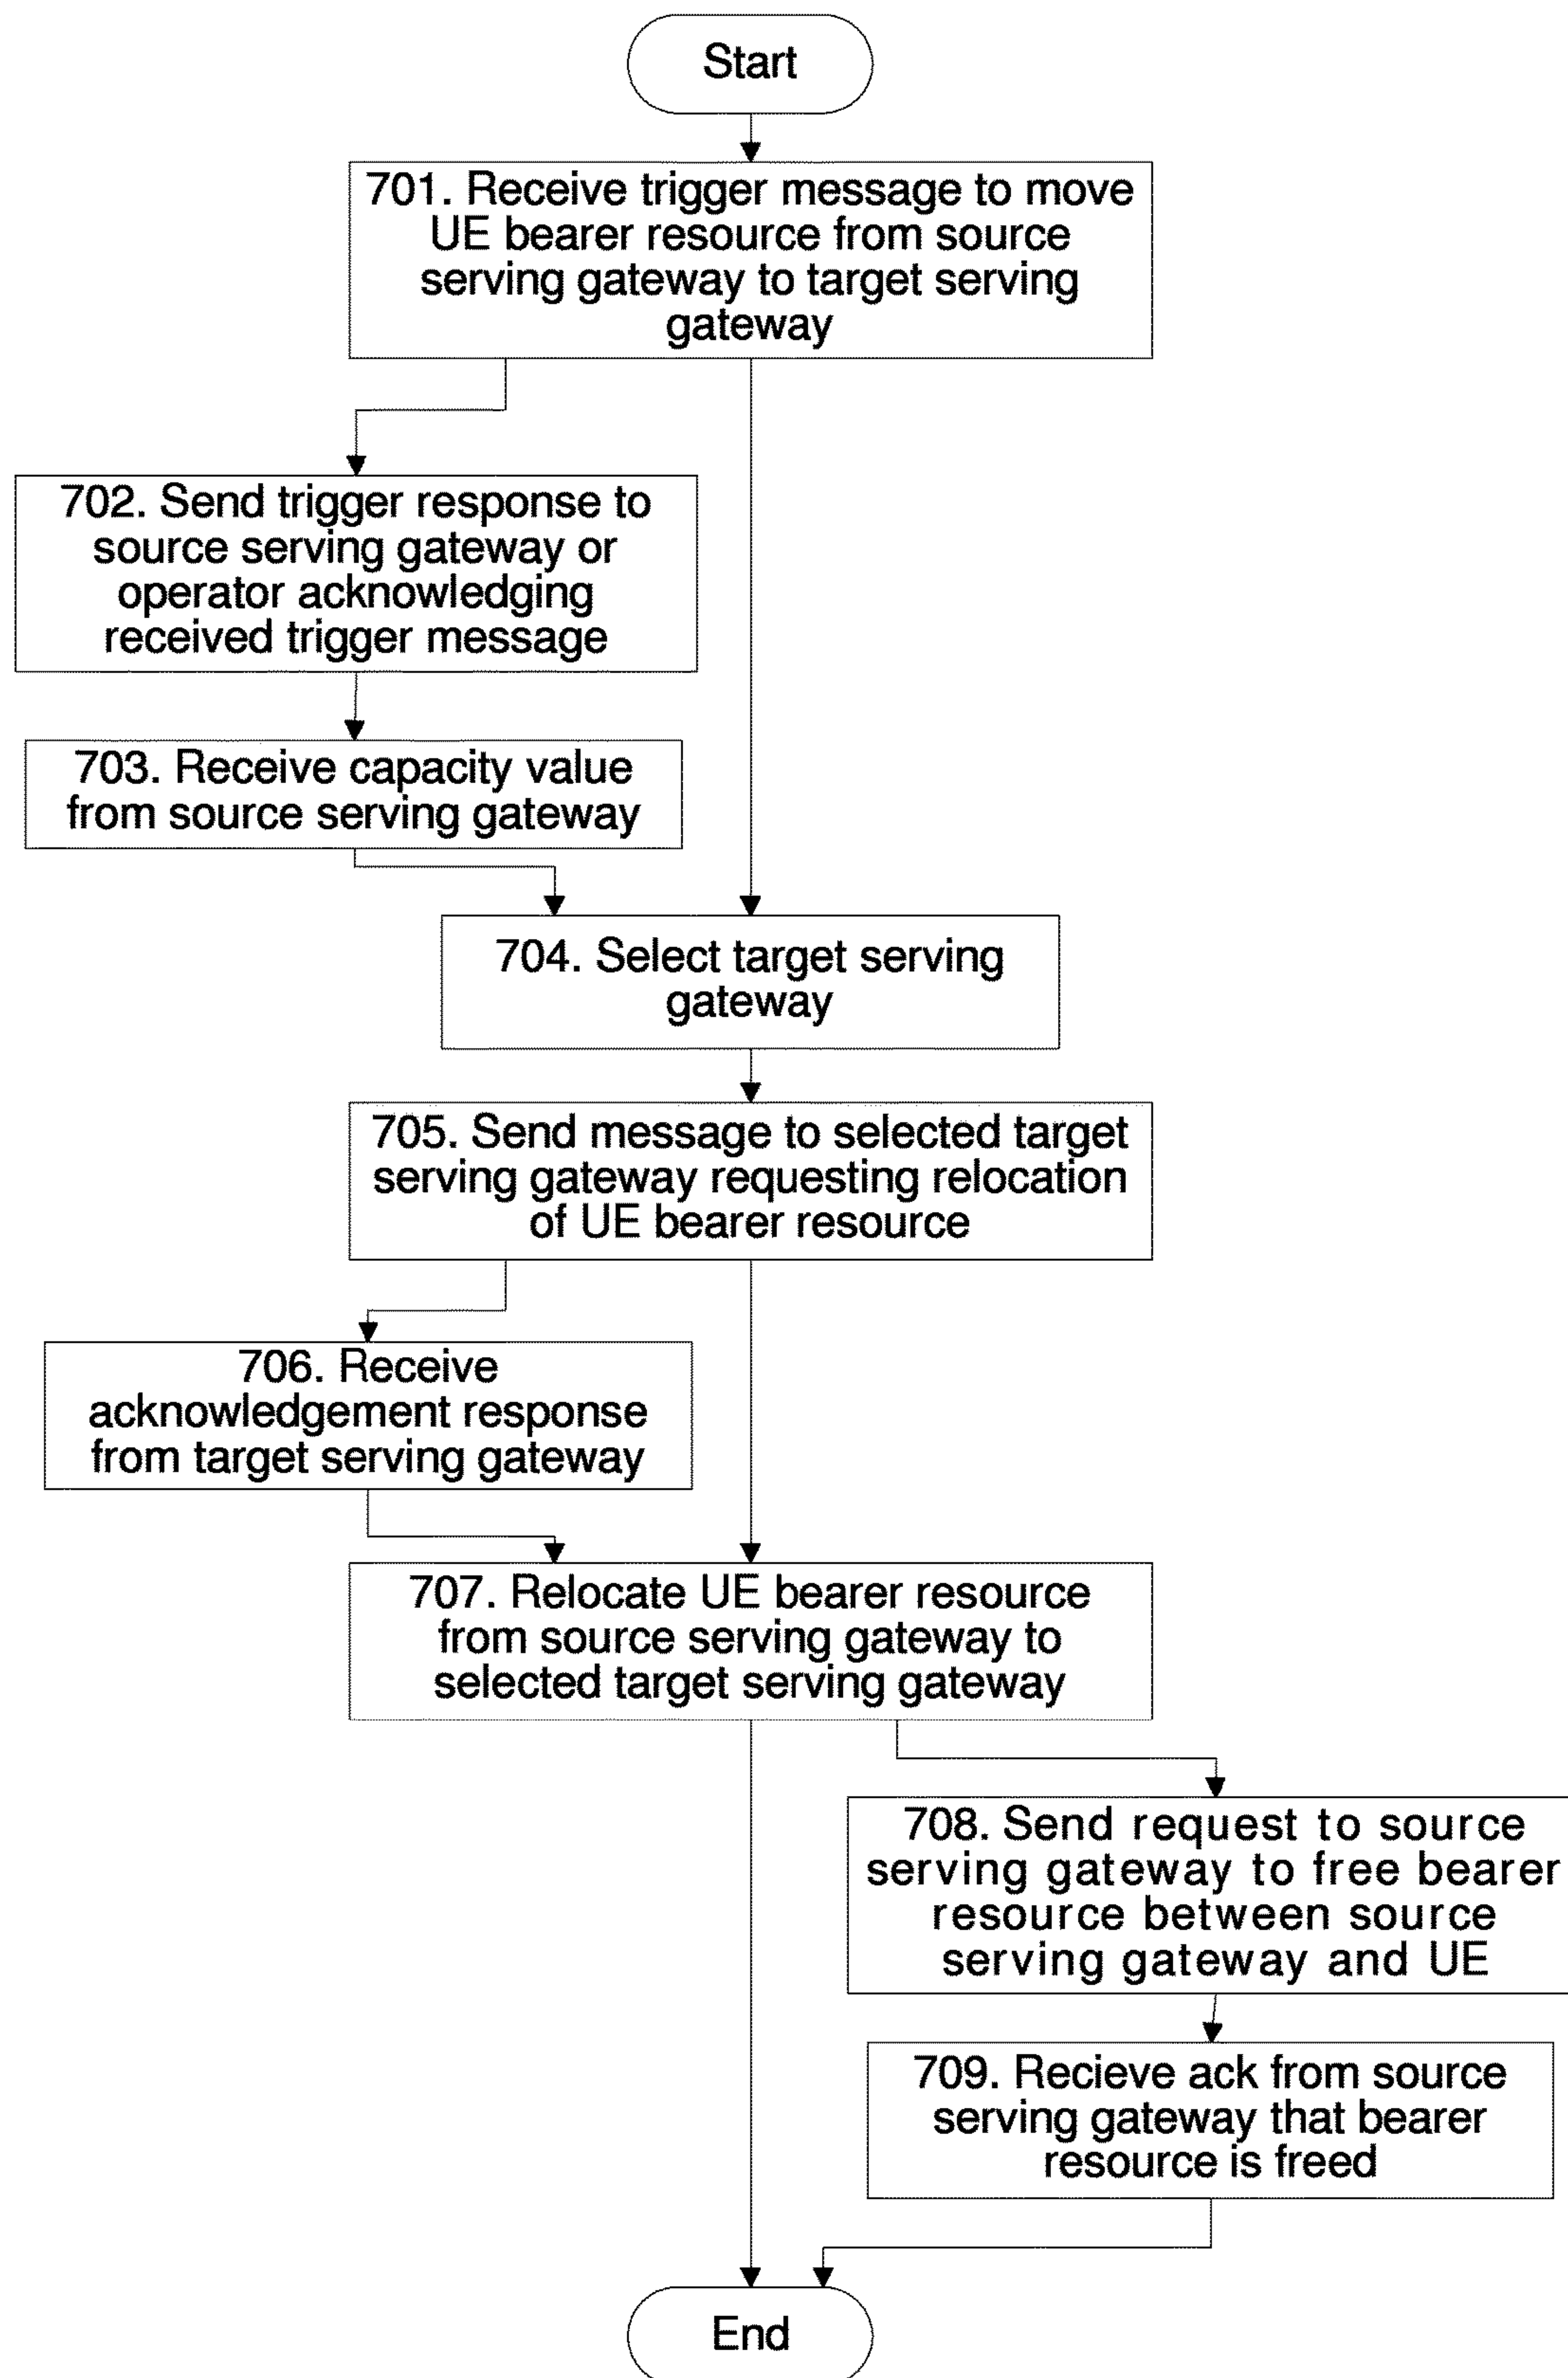 Start
701. Receive trigger message to move
UE bearer resource from source
serving gateway to target serving
gateway
702. Send trigger response to
source serving gateway or
operator acknowledging
received trigger message
703. Receive capacity value
from source serving gateway
704. Select target serving
gateway
705. Send message to selected target
serving gateway requesting relocation
of UE bearer resource
706. Receive
acknowledgement response
from target serving gateway
707. Relocate UE bearer resource
from source serving gateway to
selected target serving gateway
708. Send request to source
serving gateway to free bearer
resource between source
serving gateway and UE
709. Recieve ack from source
serving gateway that bearer
resource is freed
End